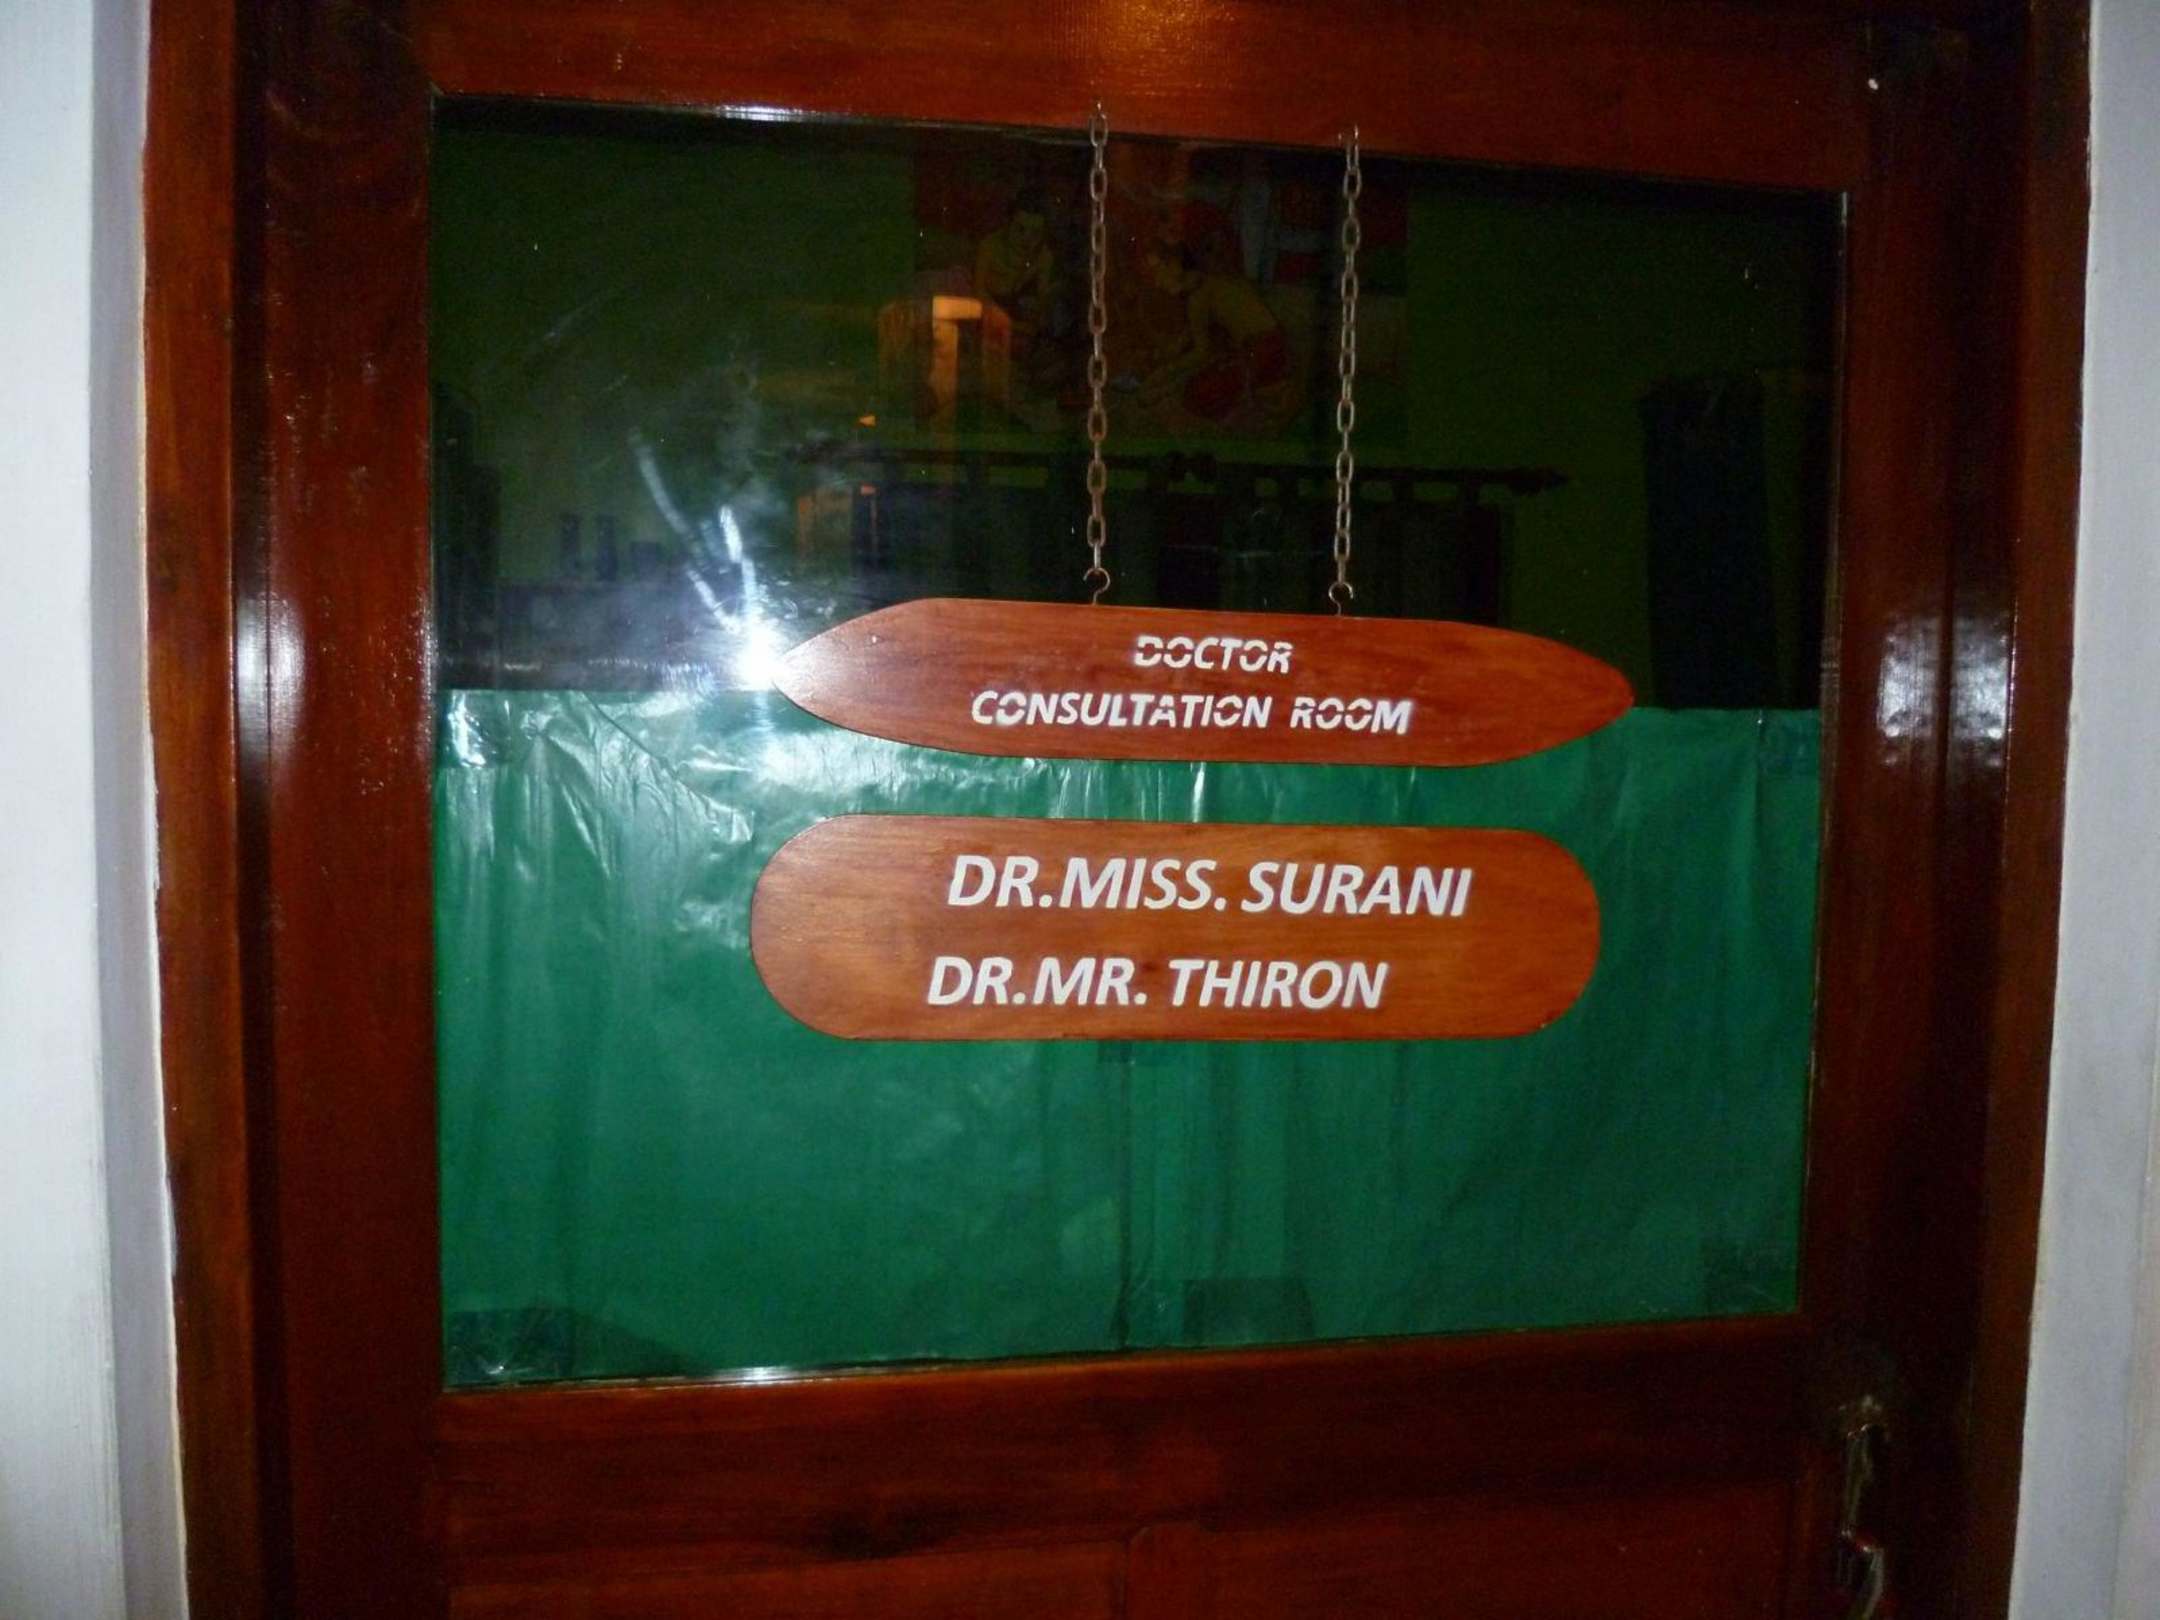 DOCTOR
CONSULTATION ROOM
DR.MISS. SURANI
DR.MR. THIRON